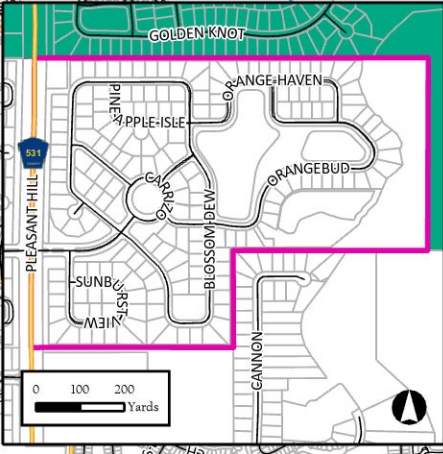 GOLDEN KNOT
ORANGE HAVEN
PINEAPPLE ISLE
531
ORANGEBUD
CARRIZO
PLEASANT HILL
BLOSSOM DEW
SUNBURST VIEW
CANNON
0 100 200
Yards